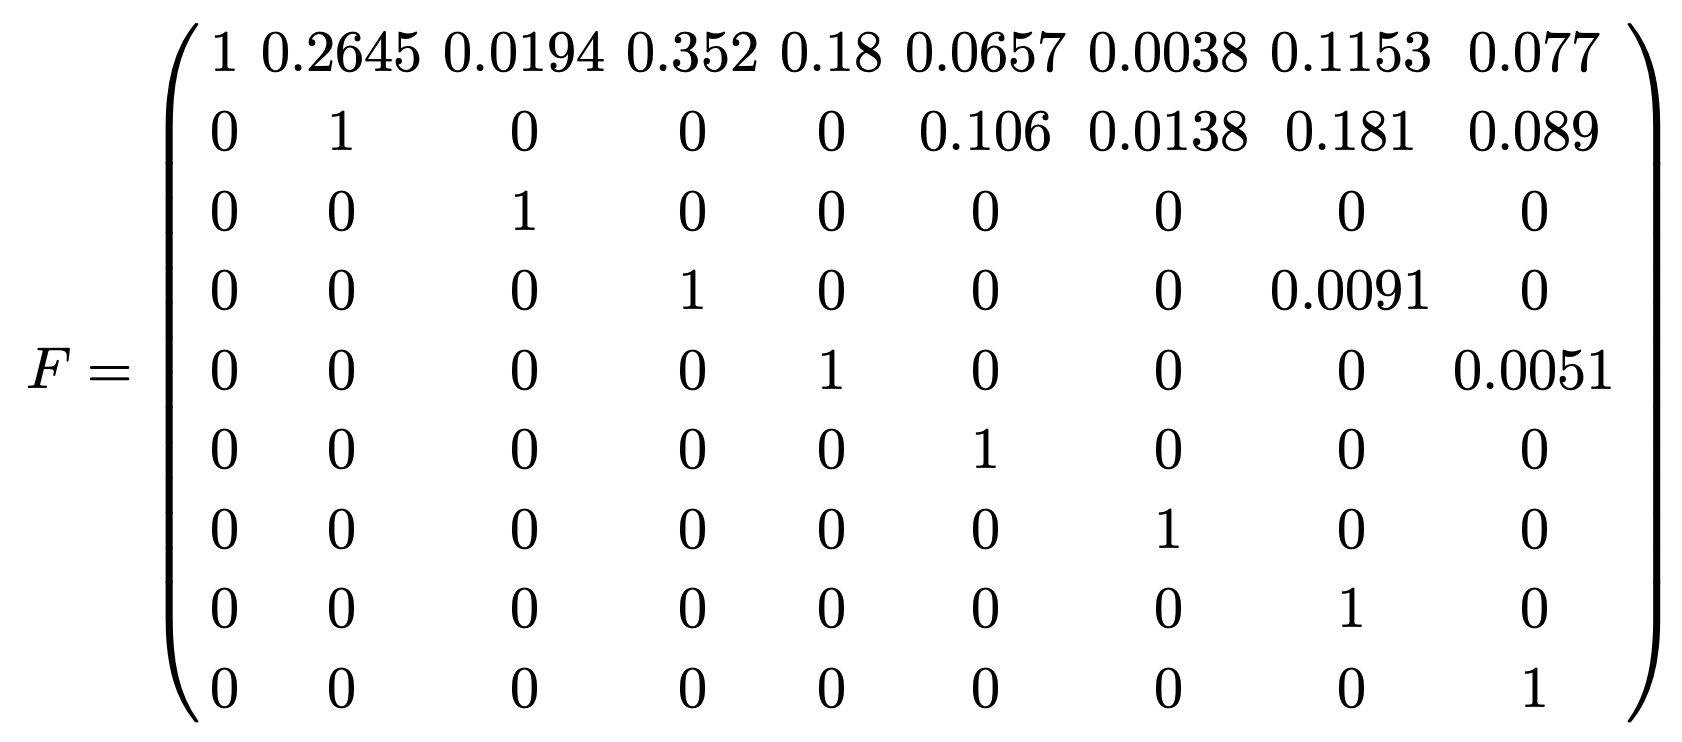 1 0.2645 0.0194 0.352 0.18 0.0657 0.0038 0.1153 0.077
0 1 0 0 0 0.106 0.0138 0.181 0.089
0 0 1 0 0 0 0 0 0
0 0 0 1 0 0 0 0.0091 0
F = 0 0 0 0 1 0 0 0 0.0051
0 0 0 0 0 1 0 0 0
0 0 0 0 0 0 1 0 0
0 0 0 0 0 0 0 1 0
0 0 0 0 0 0 0 0 1